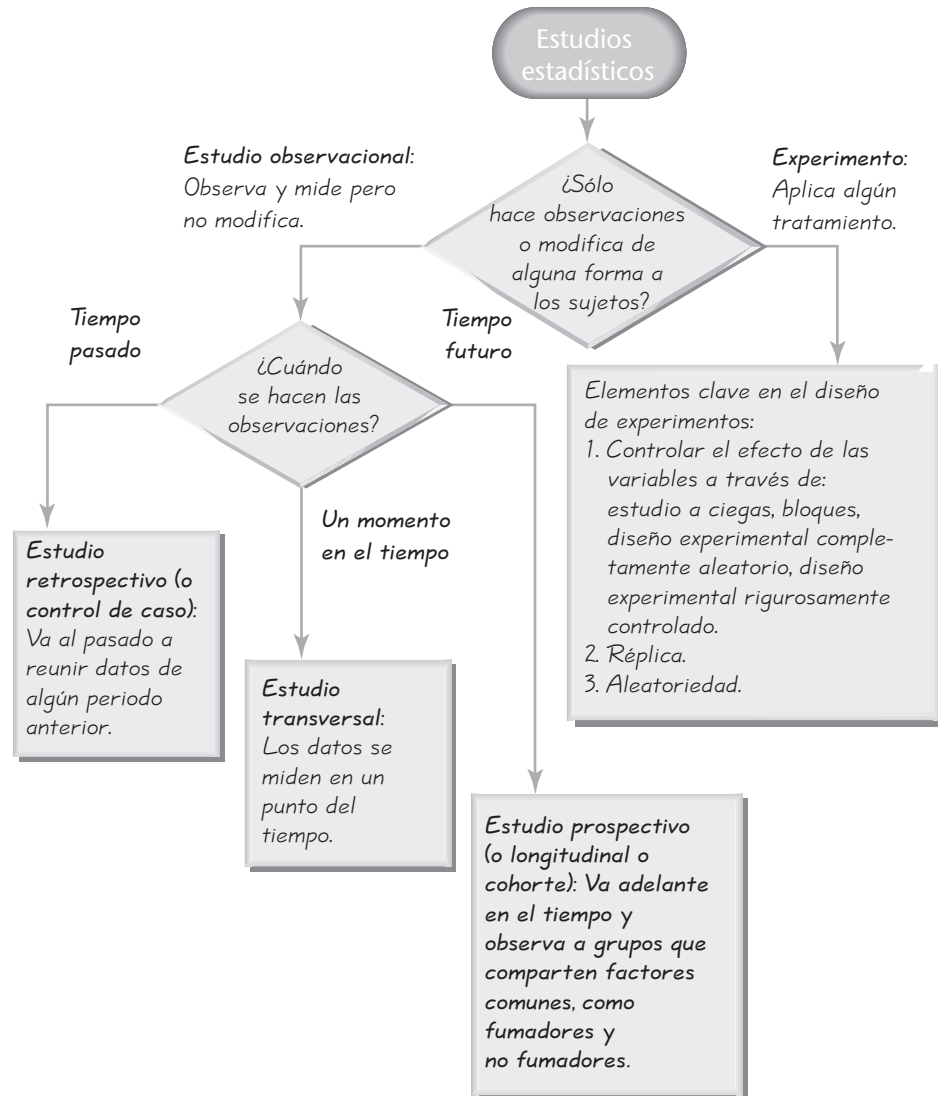 Estudios
estadísticos
Estudio observacional:
Observa y mide pero
no modifica.
¿Sólo
hace observaciones
o modifica de
alguna forma a
los sujetos?
Experimento:
Aplica algún
tratamiento.
Tiempo
pasado
¿Cuándo
se hacen las
observaciones?
Tiempo
futuro
Un momento
en el tiempo
Elementos clave en el diseño
de experimentos:
1. Controlar el efecto de las
variables a través de:
estudio a ciegas, bloques,
diseño experimental comple-
tamente aleatorio, diseño
experimental rigurosamente
controlado.
2. Réplica.
3. Aleatoriedad.
Estudio
retrospectivo (o
control de caso):
Va al pasado a
reunir datos de
algún periodo
anterior.
Estudio
transversal:
Los datos se
miden en un
punto del
tiempo.
Estudio prospectivo
(o longitudinal o
cohorte): Va adelante
en el tiempo y
observa a grupos que
comparten factores
comunes, como
fumadores y
no fumadores.